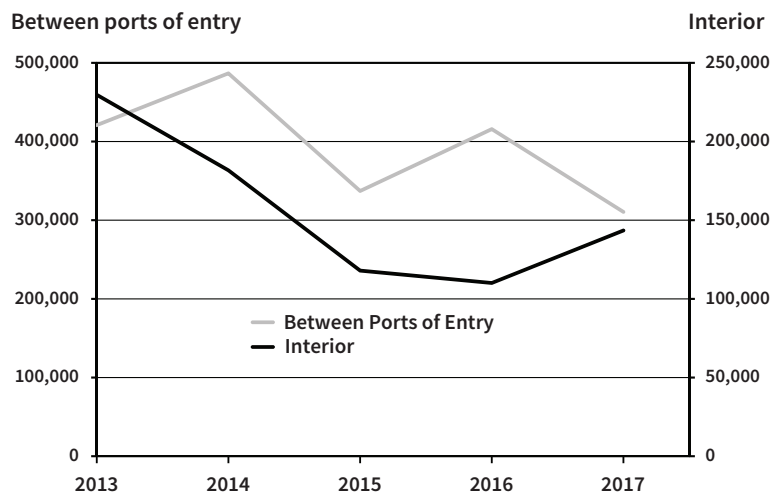 Between ports of entry Interior
500,000 250,000
400,000 200,000
300,000 150,000
200,000 100,000
Between Ports of Entry
Interior
100,000 50,000
0 0
2013 2014 2015 2016 2017